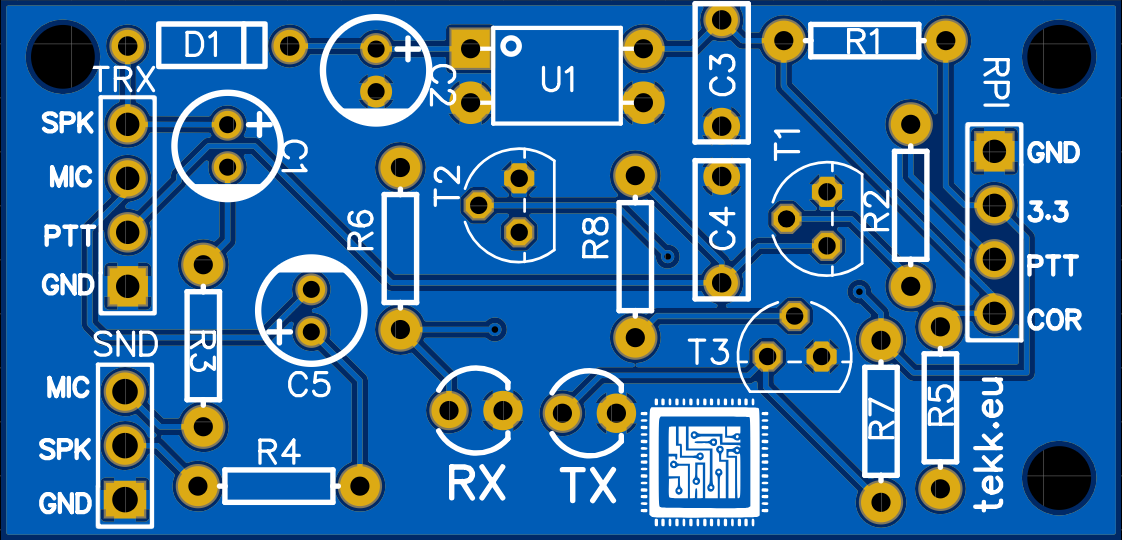 D1
+
C2
U1
C3
R1
RPI
TRX
SPK
MIC
PTT
GND
+
C1
T2
T1
R6
R8
C4
R2
GND
3.3
PTT
COR
SND
MIC
SPK
GND
R3
+
C5
R4
RX
TX
T3
R7
R5
tekk.eu